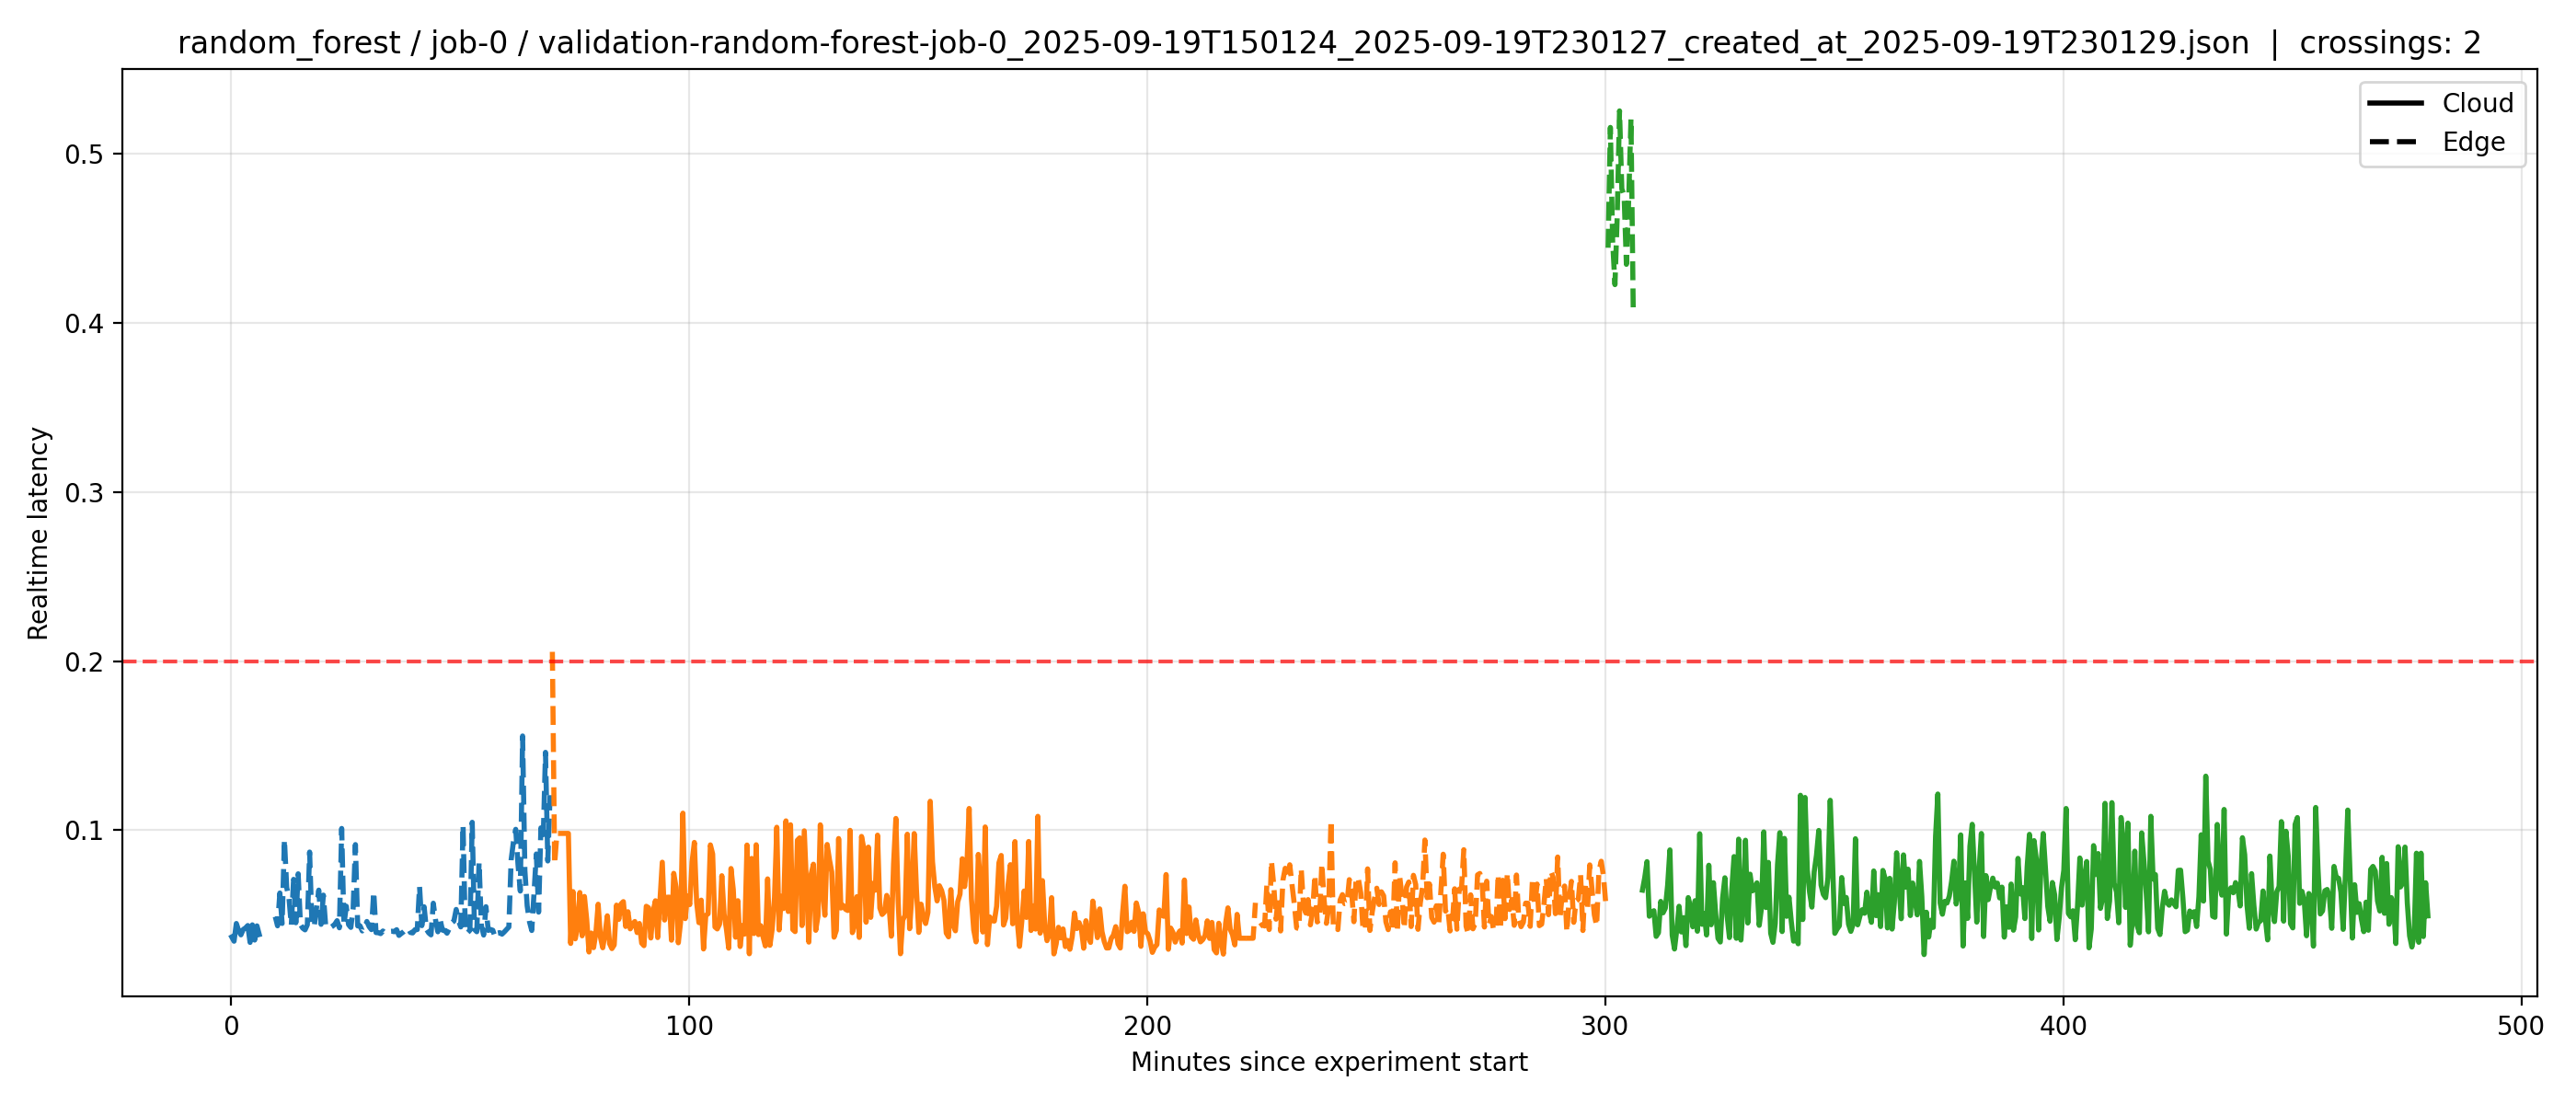 random_forest / job-0 / validation-random-forest-job-0_2025-09-19T150124_2025-09-19T230127_created_at_2025-09-19T230129.json | crossings: 2
Cloud
Edge
Realtime latency
0.5
0.4
0.3
0.2
0.1
0
100
200
300
400
500
Minutes since experiment start